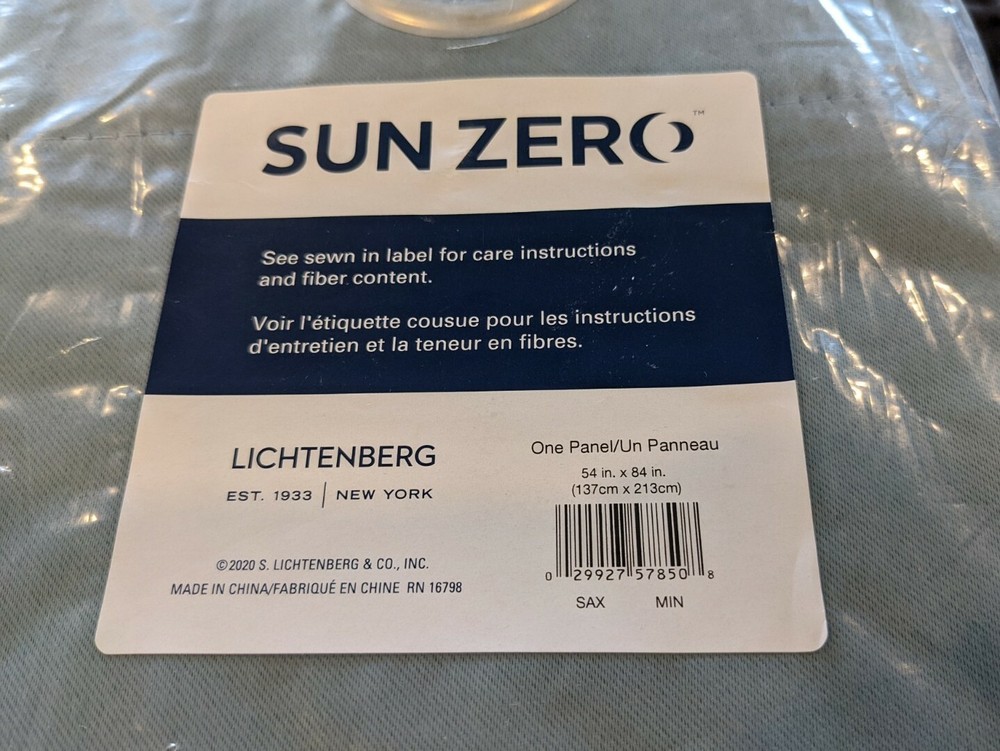 SUN ZERO™
See sewn in label for care instructions
and fiber content.
Voir l'étiquette cousue pour les instructions
d'entretien et la teneur en fibres.
LICHTENBERG
EST. 1933 | NEW YORK
©2020 S. LICHTENBERG & CO., INC.
MADE IN CHINA/FABRIQUÉ EN CHINE RN 16798
One Panel/Un Panneau
54 in. x 84 in.
(137cm x 213cm)
0 29927 57850 8
SAX MIN